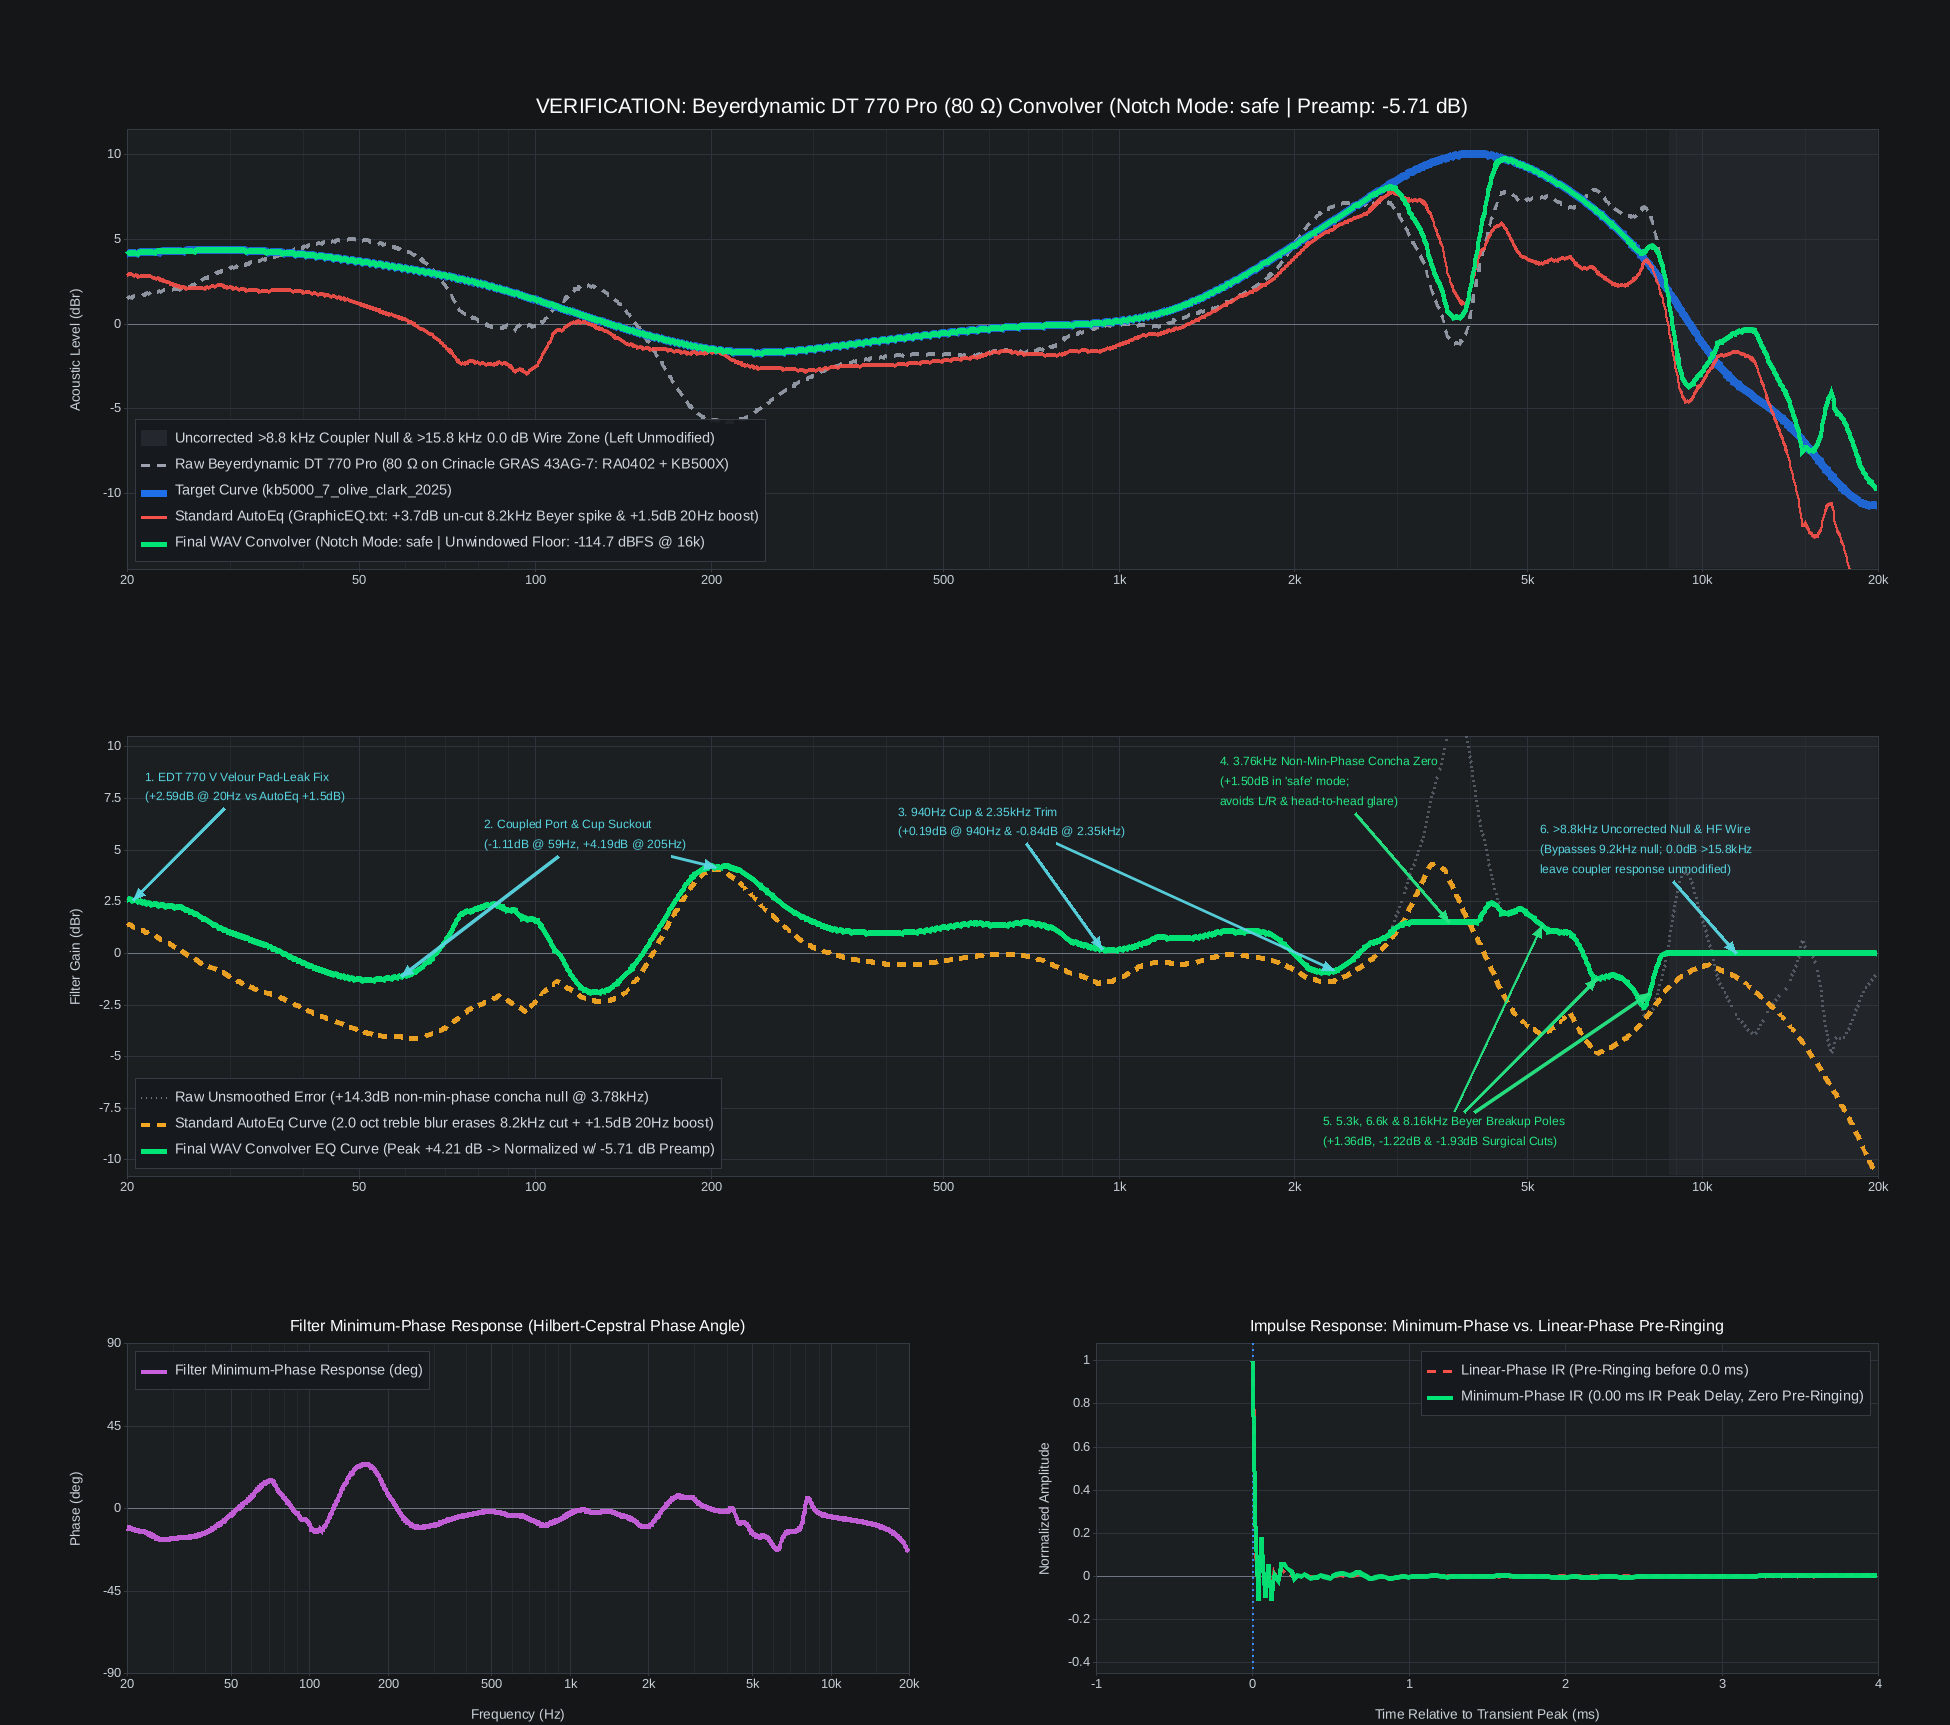 VERIFICATION: Beyerdynamic DT 770 Pro (80 Ω) Convolver (Notch Mode: safe | Preamp: -5.71 dB)
10
5
0
-5
-10
Acoustic Level (dBr)
Uncorrected >8.8 kHz Coupler Null & >15.8 kHz 0.0 dB Wire Zone (Left Unmodified)
Raw Beyerdynamic DT 770 Pro (80 Ω on Crinacle GRAS 43AG-7: RA0402 + KB500X)
Target Curve (kb5000_7_olive_clark_2025)
Standard AutoEq (GraphicEQ.txt: +3.7dB un-cut 8.2kHz Beyer spike & +1.5dB 20Hz boost)
Final WAV Convolver (Notch Mode: safe | Unwindowed Floor: -114.7 dBFS @ 16k)
20 50 100 200 500 1k 2k 5k 10k 20k
10
7.5
5
2.5
0
-2.5
-5
-7.5
-10
Filter Gain (dBr)
1. EDT 770 V Velour Pad-Leak Fix
(+2.59dB @ 20Hz vs AutoEq +1.5dB)
2. Coupled Port & Cup Suckout
(-1.11dB @ 59Hz, +4.19dB @ 205Hz)
3. 940Hz Cup & 2.35kHz Trim
(+0.19dB @ 940Hz & -0.84dB @ 2.35kHz)
4. 3.76kHz Non-Min-Phase Concha Zero
(+1.50dB in 'safe' mode;
avoids L/R & head-to-head glare)
6. >8.8kHz Uncorrected Null & HF Wire
(Bypasses 9.2kHz null; 0.0dB >15.8kHz
leave coupler response unmodified)
5. 5.3k, 6.6k & 8.16kHz Beyer Breakup Poles
(+1.36dB, -1.22dB & -1.93dB Surgical Cuts)
Raw Unsmoothed Error (+14.3dB non-min-phase concha null @ 3.78kHz)
Standard AutoEq Curve (2.0 oct treble blur erases 8.2kHz cut + +1.5dB 20Hz boost)
Final WAV Convolver EQ Curve (Peak +4.21 dB -> Normalized w/ -5.71 dB Preamp)
20 50 100 200 500 1k 2k 5k 10k 20k
Filter Minimum-Phase Response (Hilbert-Cepstral Phase Angle)
90
45
0
-45
-90
Phase (deg)
Filter Minimum-Phase Response (deg)
20 50 100 200 500 1k 2k 5k 10k 20k
Frequency (Hz)
Impulse Response: Minimum-Phase vs. Linear-Phase Pre-Ringing
1
0.8
0.6
0.4
0.2
0
-0.2
-0.4
Normalized Amplitude
Linear-Phase IR (Pre-Ringing before 0.0 ms)
Minimum-Phase IR (0.00 ms IR Peak Delay, Zero Pre-Ringing)
-1 0 1 2 3 4
Time Relative to Transient Peak (ms)